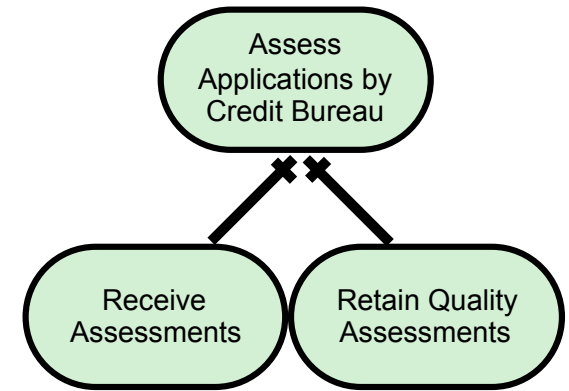 Assess
Applications by
Credit Bureau
Receive
Assessments
Retain Quality
Assessments